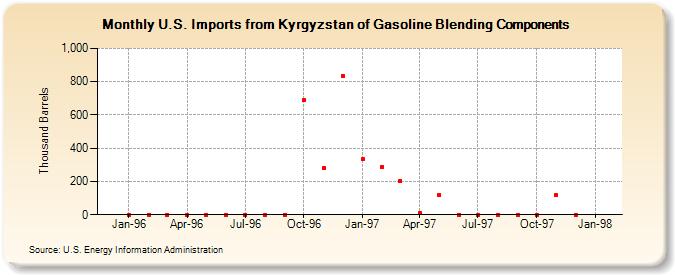 Monthly U.S. Imports from Kyrgyzstan of Gasoline Blending Components
Thousand Barrels
1,000
800
600
400
200
0
Jan-96 Apr-96 Jul-96 Oct-96 Jan-97 Apr-97 Jul-97 Oct-97 Jan-98
Source: U.S. Energy Information Administration